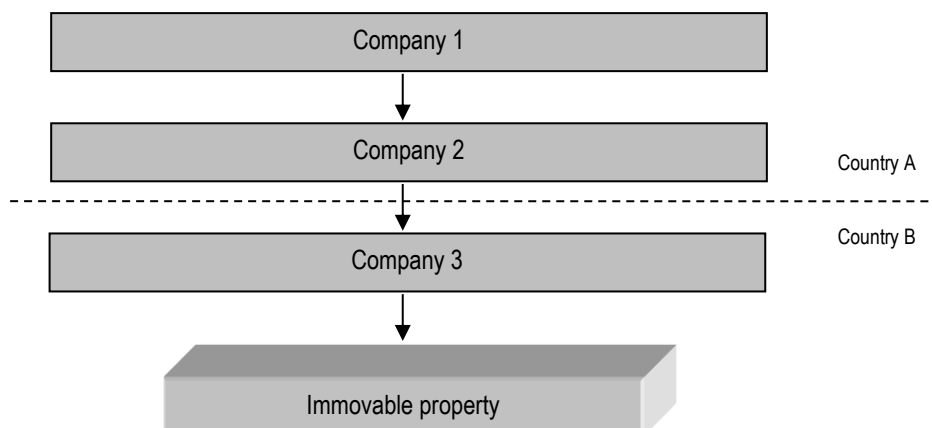 Company 1
Company 2
Country A
Country B
Company 3
Immovable property